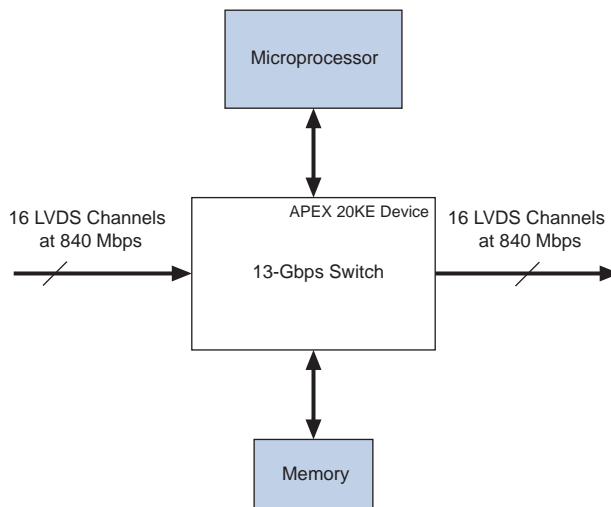 Microprocessor
APEX 20KE Device
16 LVDS Channels
at 840 Mbps
13-Gbps Switch
16 LVDS Channels
at 840 Mbps
Memory